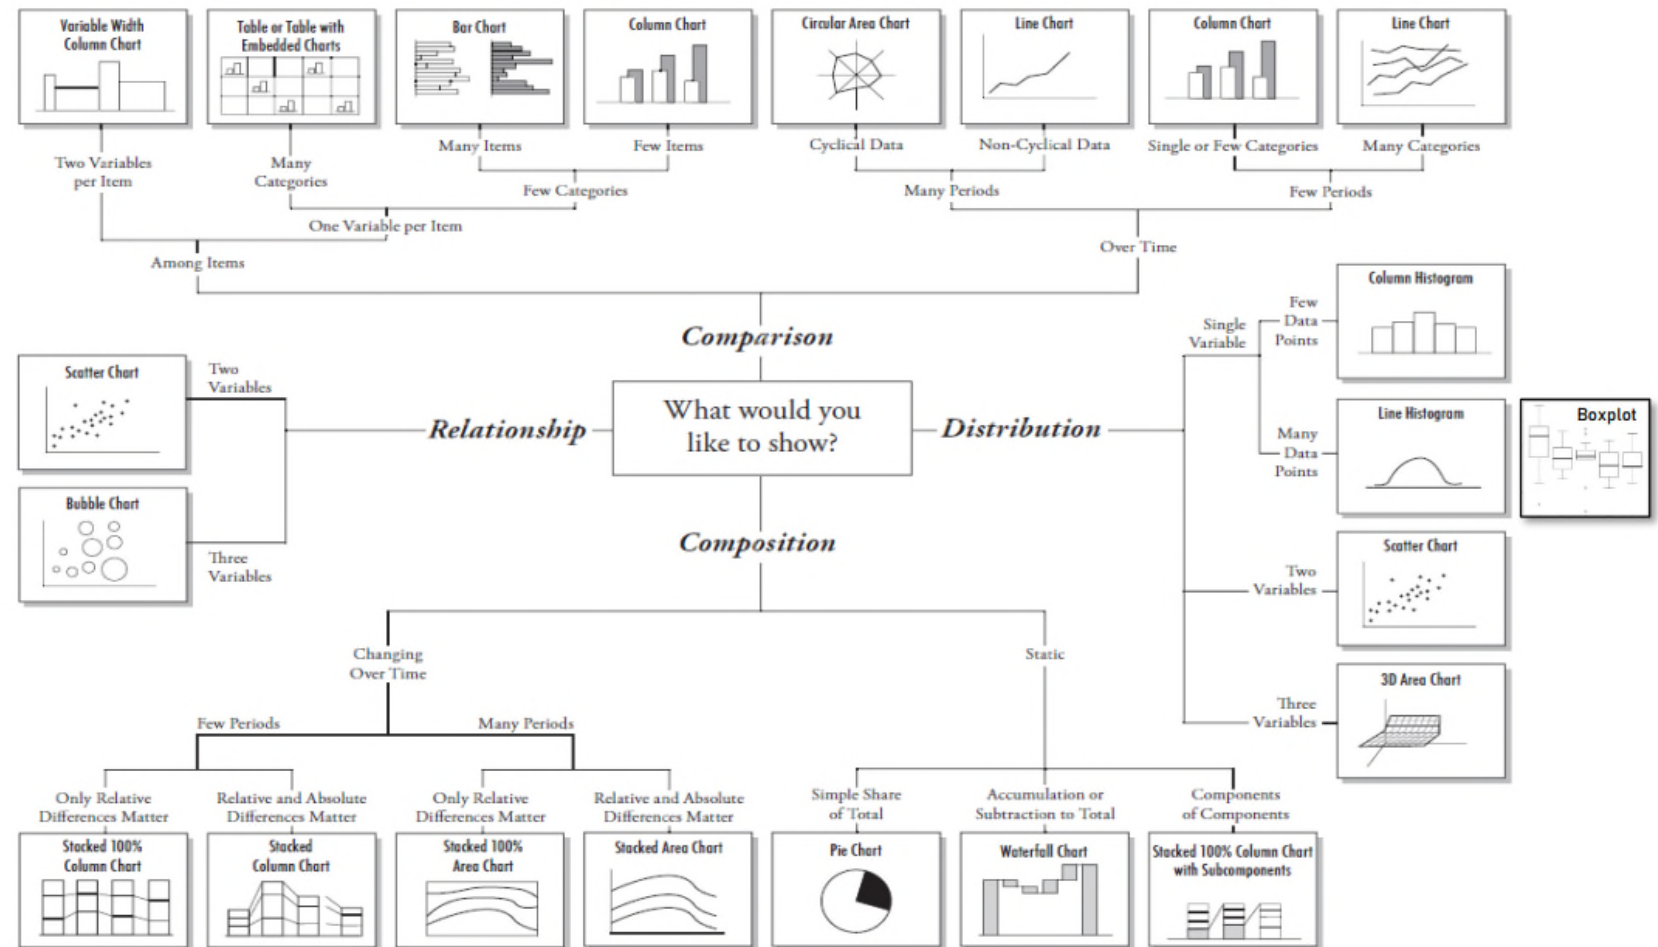 Variable Width
Column Chart
Table or Table with
Embedded Charts
Bar Chart
Column Chart
Circular Area Chart
Line Chart
Column Chart
Line Chart
Two Variables
per Item
Many
Categories
Many Items
Few Items
Cyclical Data
Non-Cyclical Data
Single or Few Categories
Many Categories
Few Categories
Many Periods
Few Periods
One Variable per Item
Among Items
Over Time
Comparison
What would you
like to show?
Relationship
Two
Variables
Scatter Chart
Three
Variables
Bubble Chart
Distribution
Single
Variable
Few
Data
Points
Column Histogram
Many
Data
Points
Line Histogram
Boxplot
Two
Variables
Scatter Chart
Three
Variables
3D Area Chart
Composition
Changing
Over Time
Static
Few Periods
Many Periods
Only Relative
Differences Matter
Relative and Absolute
Differences Matter
Only Relative
Differences Matter
Relative and Absolute
Differences Matter
Simple Share
of Total
Accumulation or
Subtraction to Total
Components
of Components
Stacked 100%
Column Chart
Stacked
Column Chart
Stacked 100%
Area Chart
Stacked Area Chart
Pie Chart
Waterfall Chart
Stacked 100% Column Chart
with Subcomponents